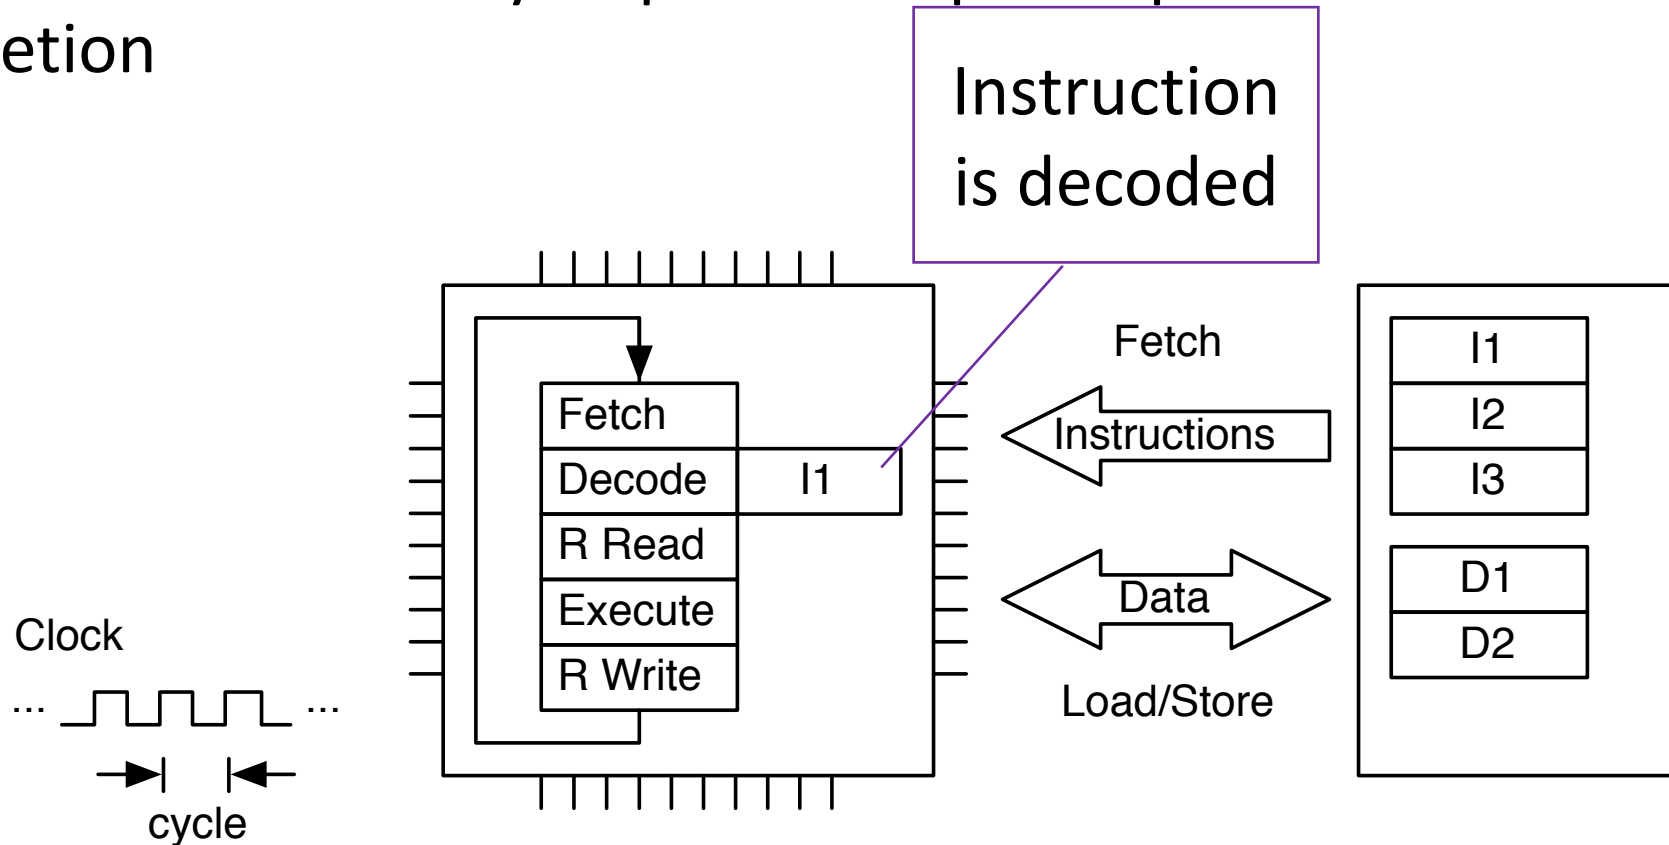 etion
Instruction
is decoded
Fetch
I1
Fetch
I2
Instructions
Decode
I1
I3
R Read
D1
Execute
Data
Clock
D2
R Write
... ...
Load/Store
cycle